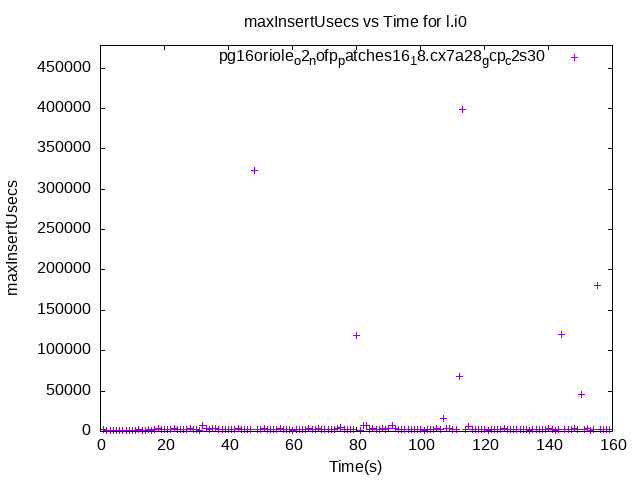 maxInsertUsecs vs Time for l.i0
pg16oriole_o2_nofp_patches16_18.cx7a28_gcp_c2s30
450000
400000
350000
300000
250000
200000
150000
100000
50000
0
maxInsertUsecs
0 20 40 60 80 100 120 140 160
Time(s)